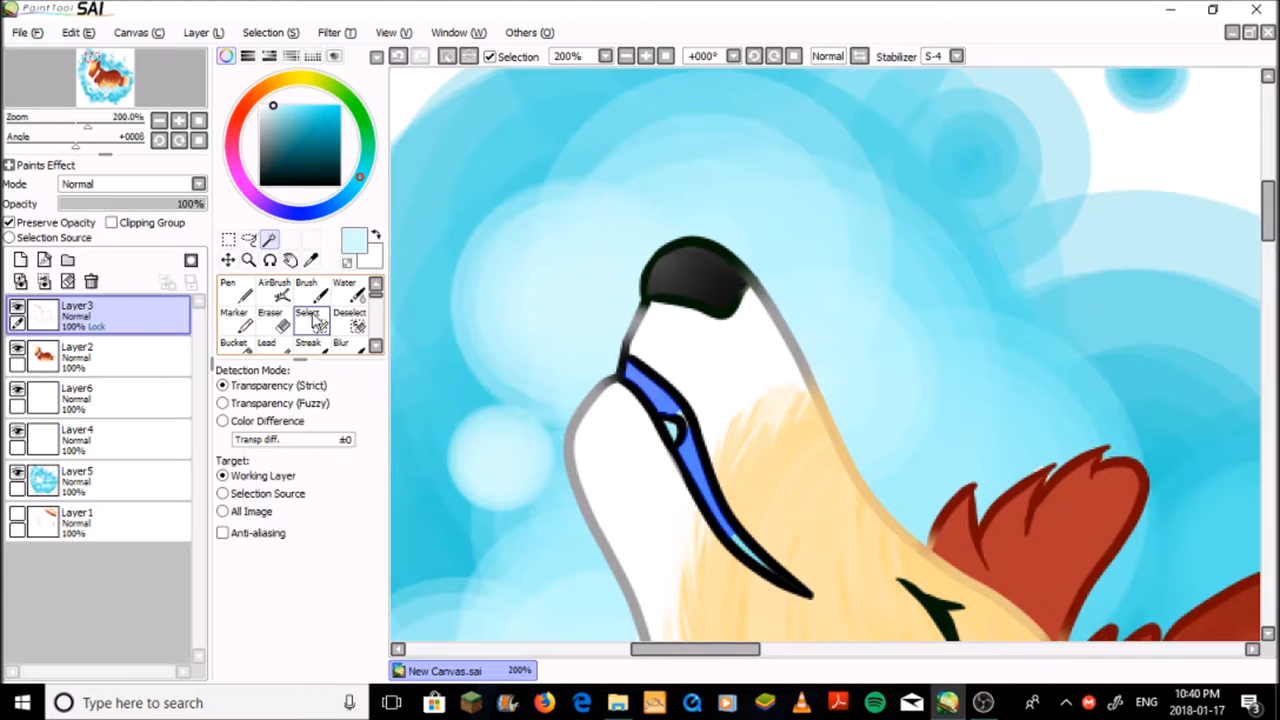 PaintTool SAI
File (F) Edit (E) Canvas (C) Layer (L) Selection (S) Filter (T) View (V) Window (W) Others (O)
Selection 200% +000° Normal Stabilizer S-4
Zoom 200.0%
Angle +000δ
Paints Effect
Mode Normal
Opacity 100%
Preserve Opacity Clipping Group
Selection Source
Layer3
Normal
100% Lock
Layer2
Normal
100%
Layer6
Normal
100%
Layer4
Normal
100%
Layer5
Normal
100%
Layer1
Normal
100%
Pen AirBrush Brush Water
Marker Eraser Select Deselect
Bucket Lead Streak Blur
Detection Mode:
Transparency (Strict)
Transparency (Fuzzy)
Color Difference
Transp diff. ±0
Target:
Working Layer
Selection Source
All Image
Anti-aliasing
New Canvas.sai 200%
Type here to search
ENG
10:40 PM
2018-01-17
3